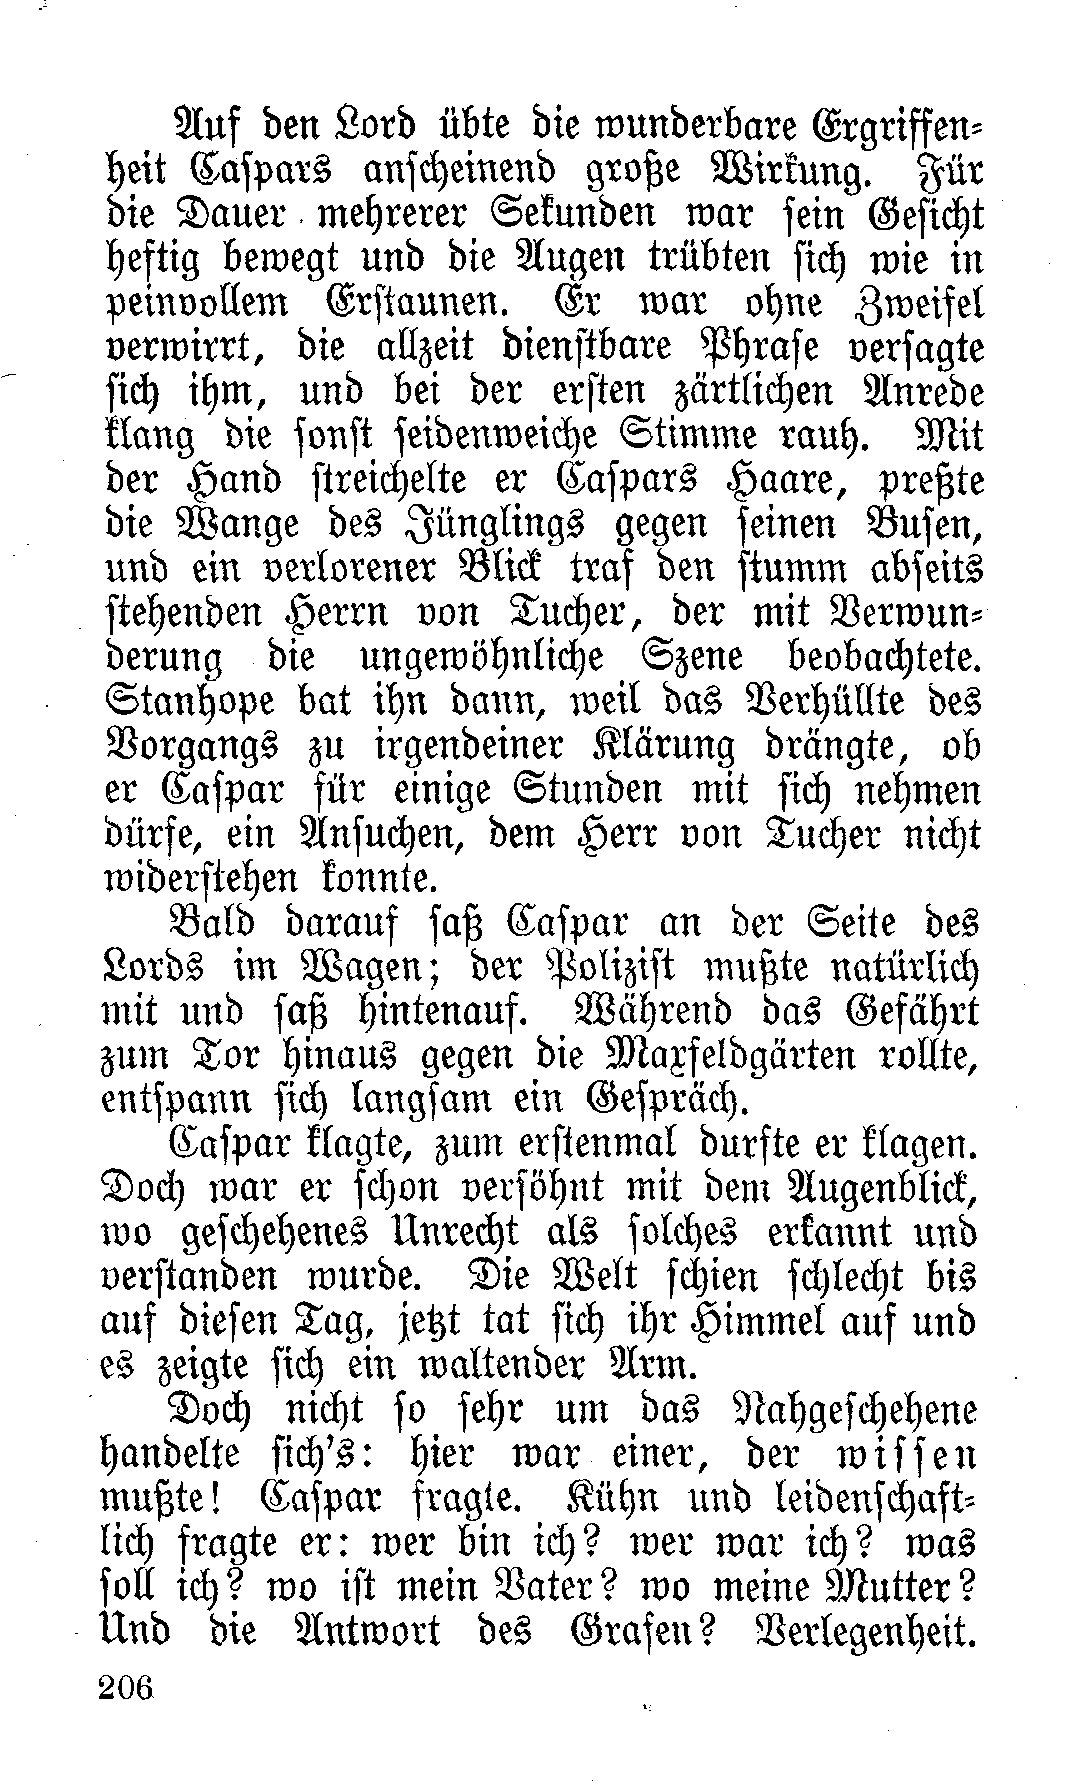 Auf den Lord übte die wunderbare Ergriffen-
heit Caspars anscheinend große Wirkung. Für
die Dauer mehrerer Sekunden war sein Gesicht
heftig bewegt und die Augen trübten sich wie in
peinvollem Erstaunen. Er war ohne Zweifel
verwirrt, die allzeit dienstbare Phrase versagte
sich ihm, und bei der ersten zärtlichen Anrede
klang die sonst seidenweiche Stimme rauh. Mit
der Hand streichelte er Caspars Haare, preßte
die Wange des Jünglings gegen seinen Busen,
und ein verlorener Blick traf den stumm abseits
stehenden Herrn von Tucher, der mit Verwun-
derung die ungewöhnliche Szene beobachtete.
Stanhope bat ihn dann, weil das Verhüllte des
Vorgangs zu irgendeiner Klärung drängte, ob
er Caspar für einige Stunden mit sich nehmen
dürfe, ein Ansuchen, dem Herr von Tucher nicht
widerstehen konnte.
Bald darauf saß Caspar an der Seite des
Lords im Wagen; der Polizist mußte natürlich
mit und saß hintenauf. Während das Gefährt
zum Tor hinaus gegen die Maxfeldgärten rollte,
entspann sich langsam ein Gespräch.
Caspar klagte, zum erstenmal durfte er klagen.
Doch war er schon versöhnt mit dem Augenblick,
wo geschehenes Unrecht als solches erkannt und
verstanden wurde. Die Welt schien schlecht bis
auf diesen Tag, jetzt tat sich ihr Himmel auf und
es zeigte sich ein waltender Arm.
Doch nicht so sehr um das Nahgeschehene
handelte sich's: hier war einer, der wissen
mußte! Caspar fragte. Kühn und leidenschaft-
lich fragte er: wer bin ich? wer war ich? was
soll ich? wo ist mein Vater? wo meine Mutter?
Und die Antwort des Grafen? Verlegenheit.
206